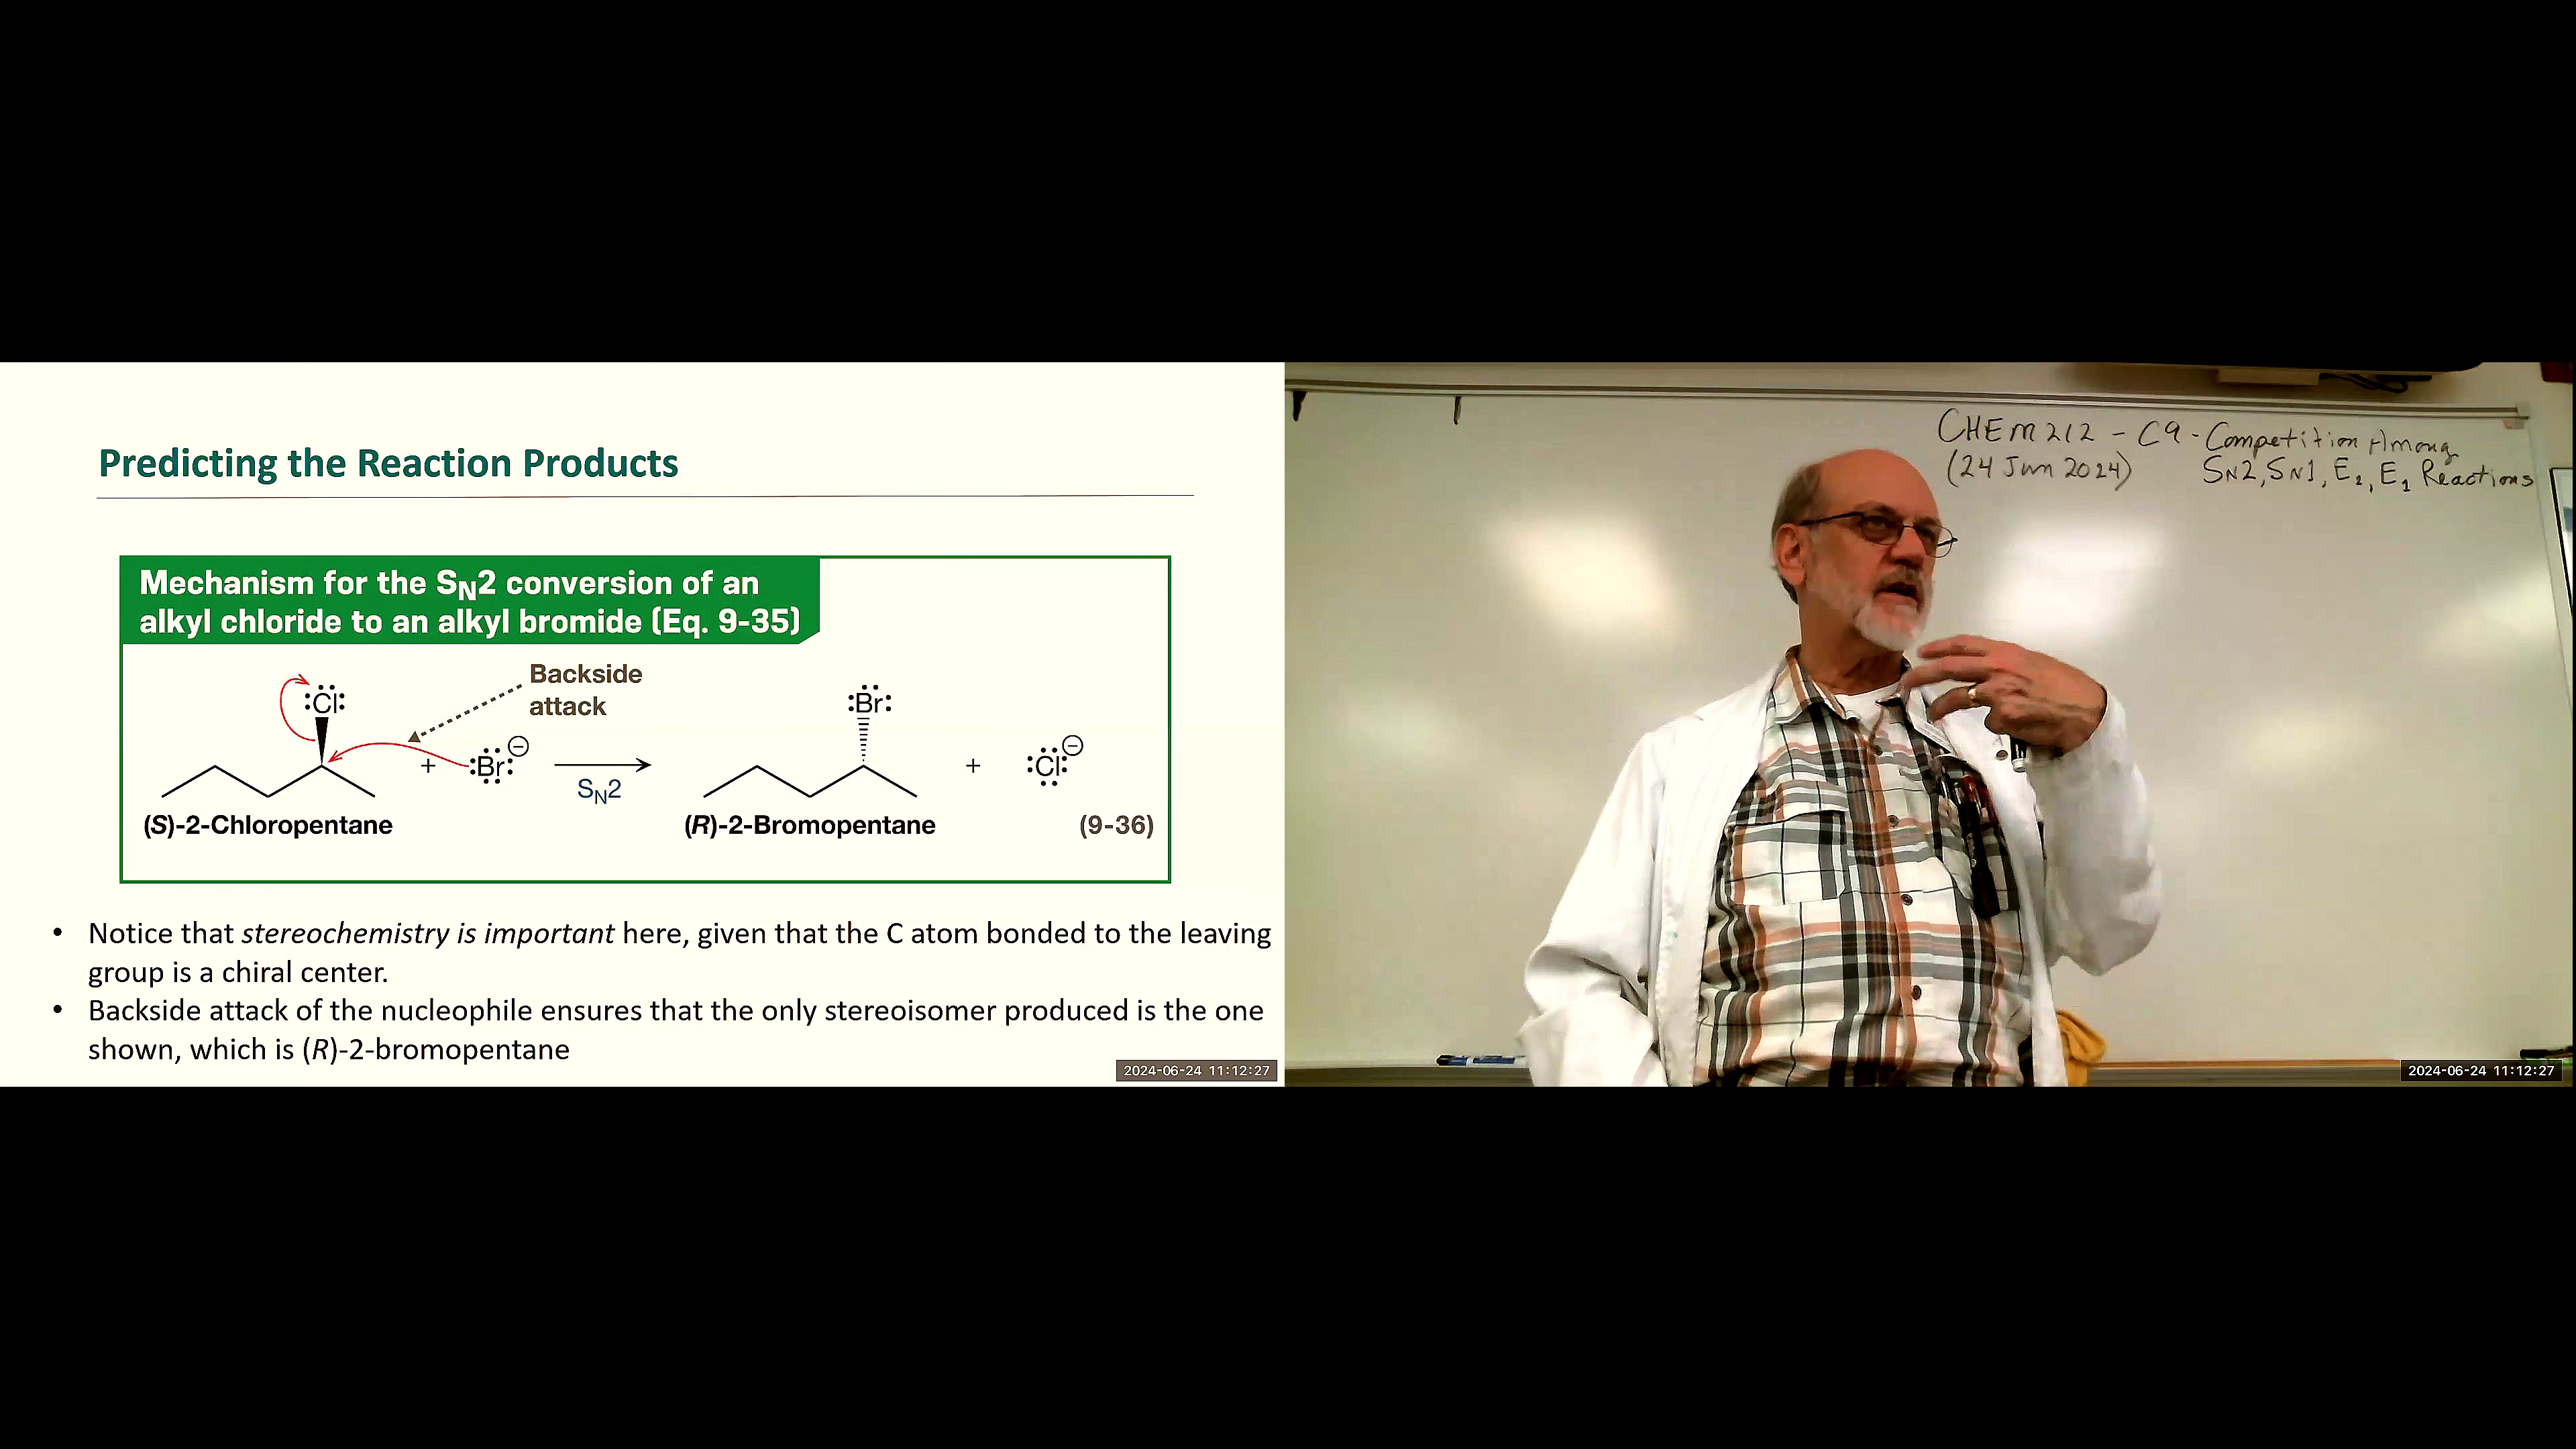 Predicting the Reaction Products
Mechanism for the SN2 conversion of an
alkyl chloride to an alkyl bromide (Eq. 9-35)
Backside
attack
:Cl:
:Br:
+ :Br: −
SN2
+ :Cl: −
(S)-2-Chloropentane
(R)-2-Bromopentane
(9-36)
• Notice that stereochemistry is important here, given that the C atom bonded to the leaving
group is a chiral center.
• Backside attack of the nucleophile ensures that the only stereoisomer produced is the one
shown, which is (R)-2-bromopentane
2024-06-24 11:12:27
CHEM 212 - C9 - Competition Among
(24 Jun 2024) SN2, SN1, E2, E1 Reactions
2024-06-24 11:12:27